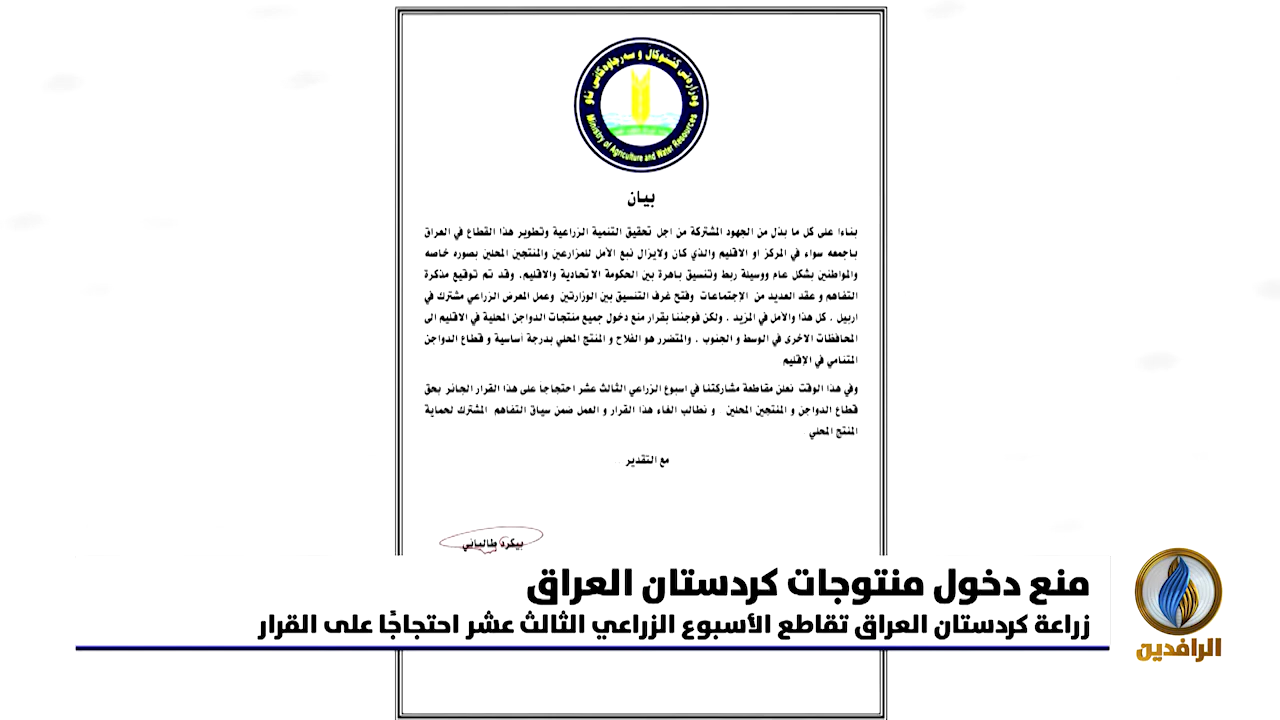 وەزارەتی کشتوکاڵ و سەرچاوەکانی ئاو
Ministry of Agriculture and Water Resources
بيان
بناءا على كل ما بذل من الجهود المشتركة من اجل تحقيق التنمية الزراعية وتطوير هذا القطاع في العراق
باجمعه سواء في المركز او الاقليم والذي كان ولايزال نبع الأمل للمزارعين والمنتجين المحلين بصوره خاصه
والمواطنين بشكل عام ووسيلة ربط وتنسيق باهرة بين الحكومة الاتحادية والاقليم. وقد تم توقيع مذكرة
التفاهم و عقد العديد من الإجتماعات وفتح غرف التنسيق بين الوزارتين وعمل المعرض الزراعي مشترك في
اربيل . كل هذا والأمل في المزيد . ولكن فوجئنا بقرار منع دخول جميع منتجات الدواجن المحلية في الاقليم الى
المحافظات الاخرى في الوسط و الجنوب . والمتضرر هو الفلاح و المنتج المحلي بدرجة أساسية و قطاع الدواجن
المتنامي في الإقليم
وفي هذا الوقت نعلن مقاطعة مشاركتنا في اسبوع الزراعي الثالث عشر احتجاجا على هذا القرار الجائر بحق
قطاع الدواجن و المنتجين المحلين و نطالب الغاء هذا القرار و العمل ضمن سياق التفاهم المشترك لحماية
المنتج المحلي
مع التقدير
بيكرد طالباني
منع دخول منتوجات كردستان العراق
زراعة كردستان العراق تقاطع الأسبوع الزراعي الثالث عشر احتجاجًا على القرار
الرافدين